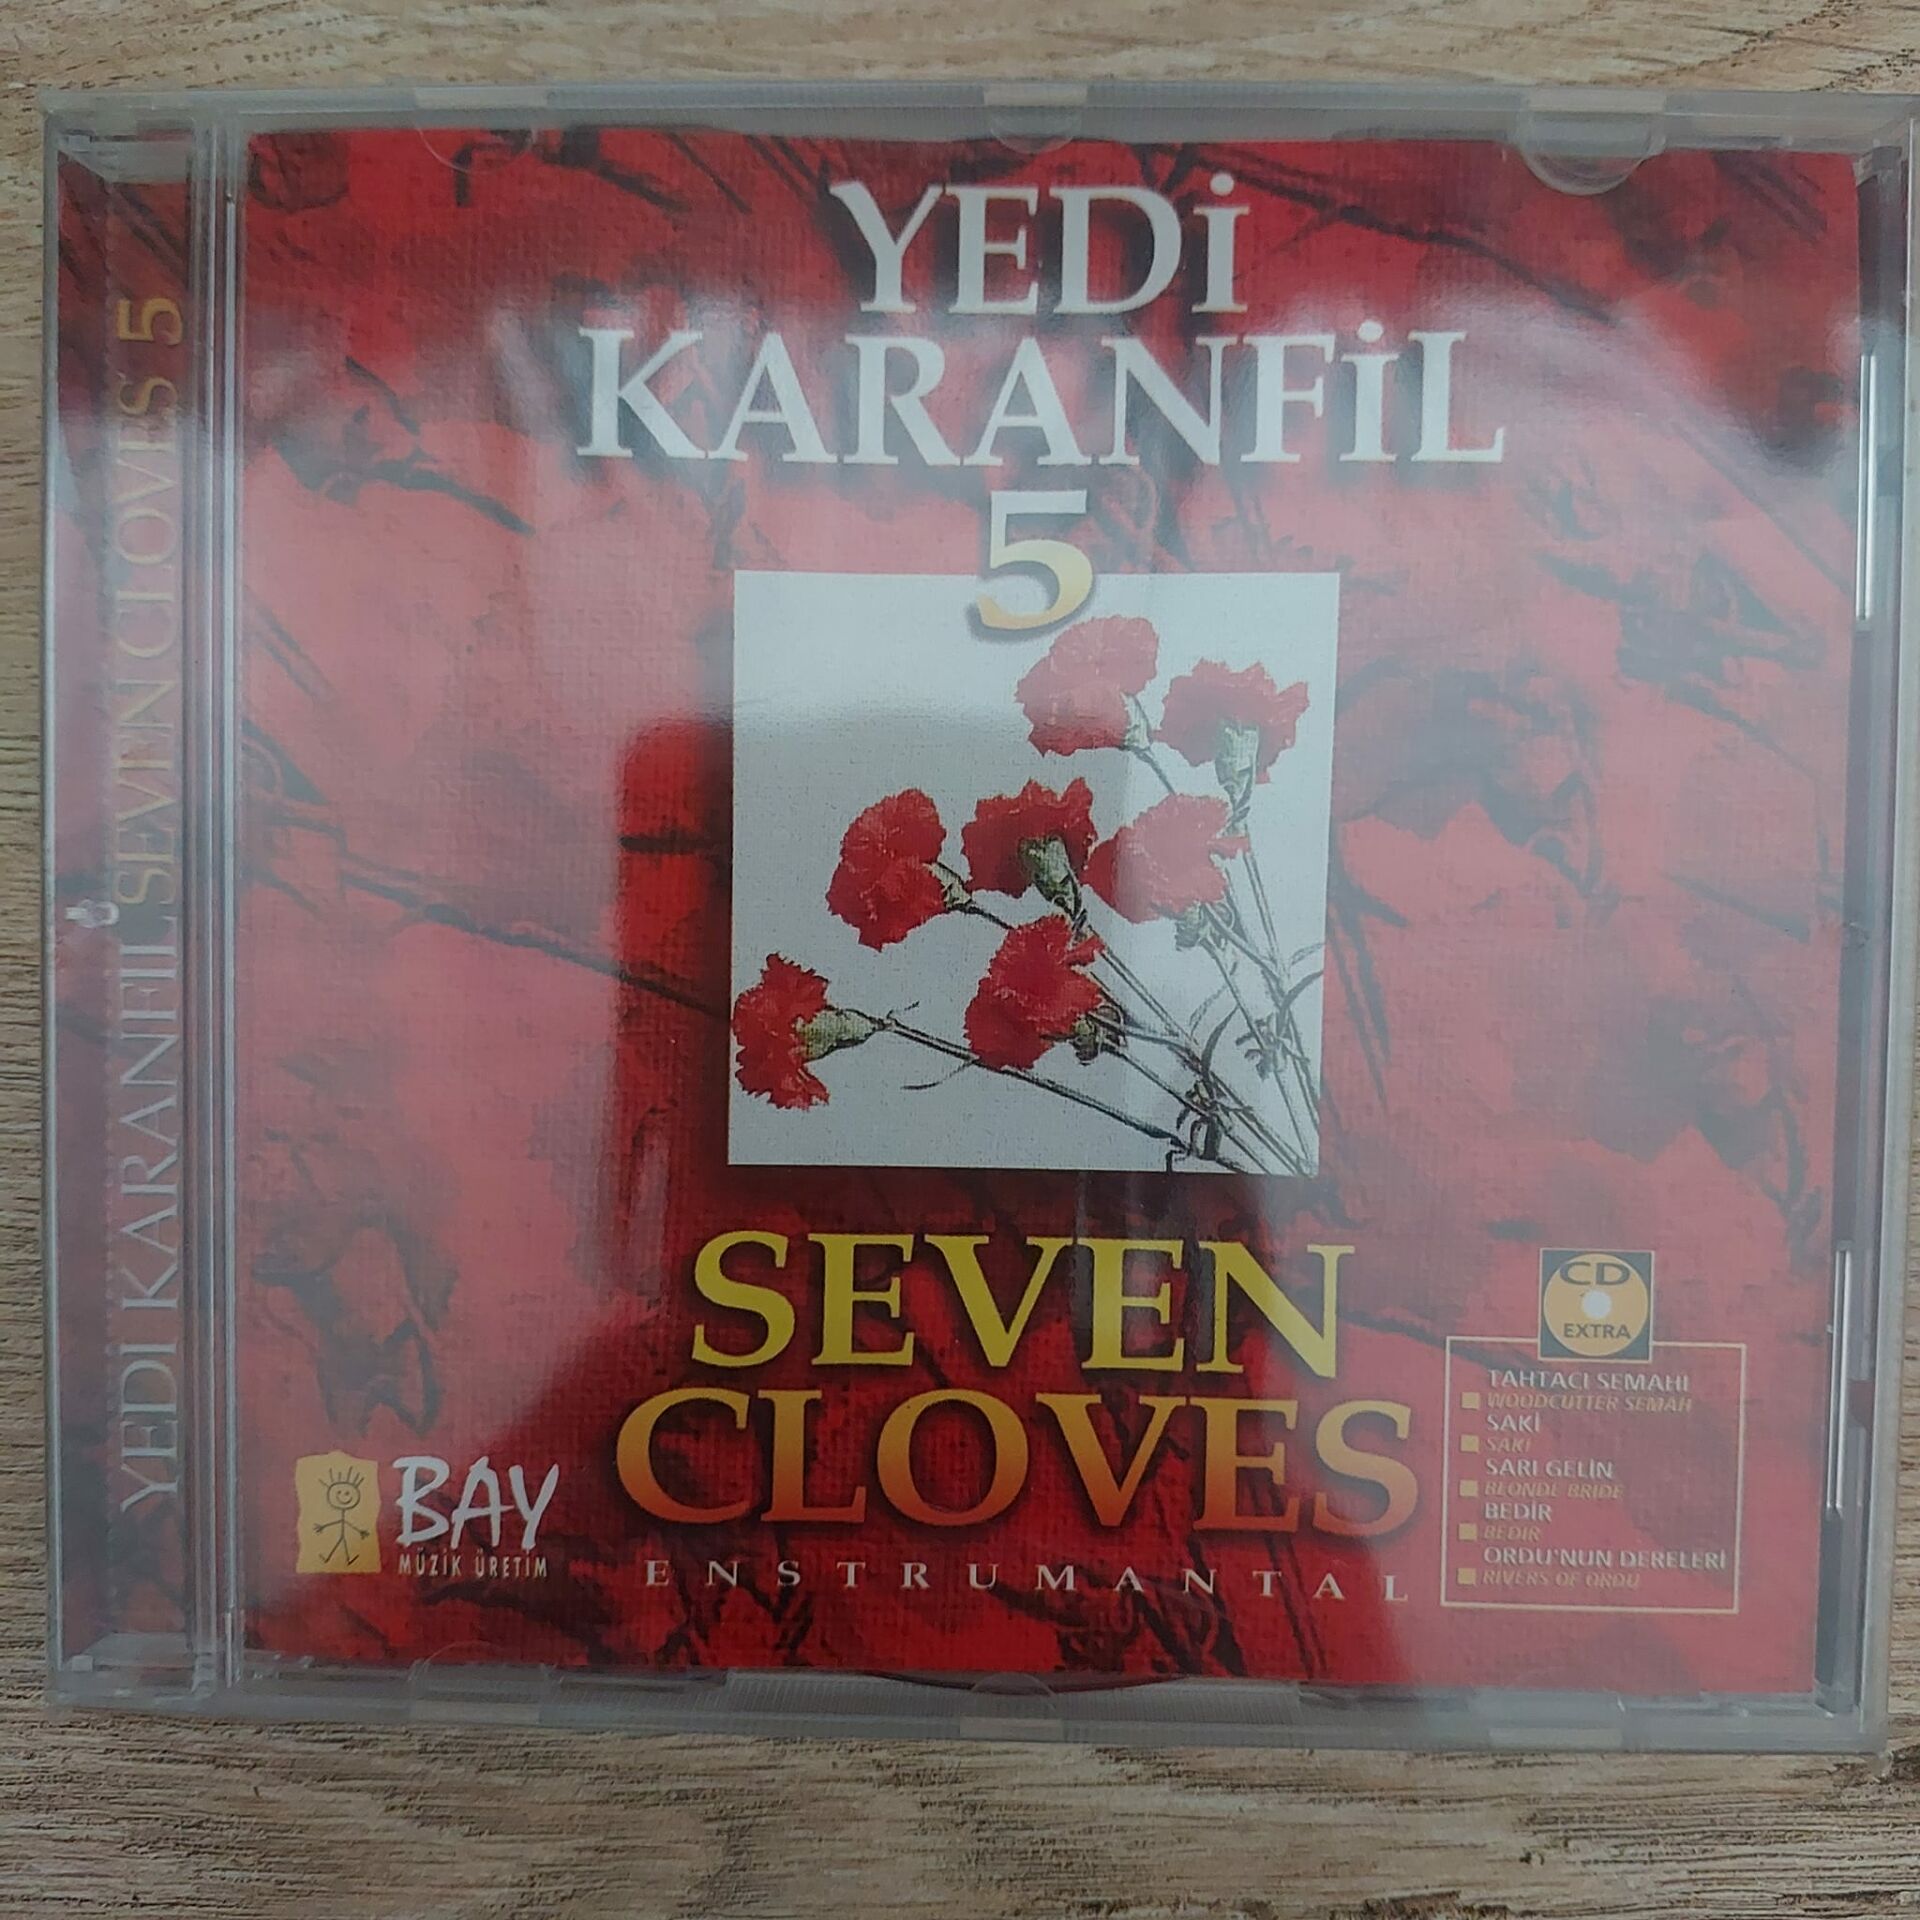 YEDİ KARANFİL SEVEN CLOVES 5
YEDİ
KARANFİL
5
SEVEN
CLOVES
ENSTRUMANTAL
BAY
MÜZİK ÜRETİM
CD
EXTRA
TAHTACI SEMAHI
WOODCUTTER SEMAH
SAKİ
SAKI
SARI GELİN
BLONDE BRIDE
BEDİR
BEDIR
ORDU'NUN DERELERİ
RIVERS OF ORDU